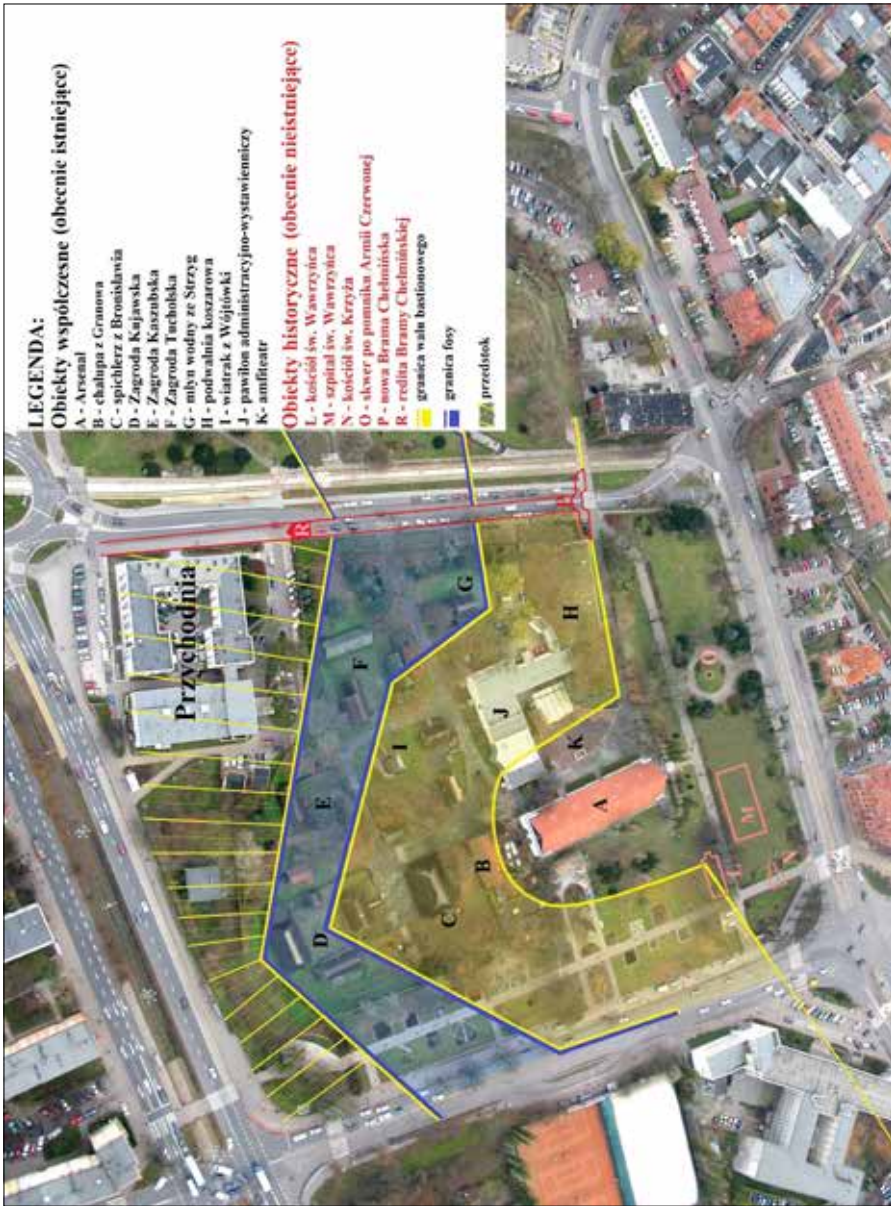 LEGENDA:
Obiekty współczesne (obecnie istniejące)
A - Arsenał
B - chałupa z Granowa
C - spichlerz z Bronisławia
D - Zagroda Kujawska
E - Zagroda Kaszubska
F - Zagroda Tucholska
G - młyn wodny ze Strzyg
H - podwalnia koszarowa
I - wiatrak z Wójtówki
J - pawilon administracyjno-wystawienniczy
K- amfiteatr
Obiekty historyczne (obecnie nieistniejące)
L - kościół św. Wawrzyńca
M - szpital św. Wawrzyńca
N - kościół św. Krzyża
O - skwer po pomniku Armii Czerwonej
P - nowa Brama Chełmińska
R - redita Bramy Chełmińskiej
granica wału bastionowego
granica fosy
przedstok
Przychodnia
R
F
G
E
I
H
J
D
K
B
C
A
M
L
N